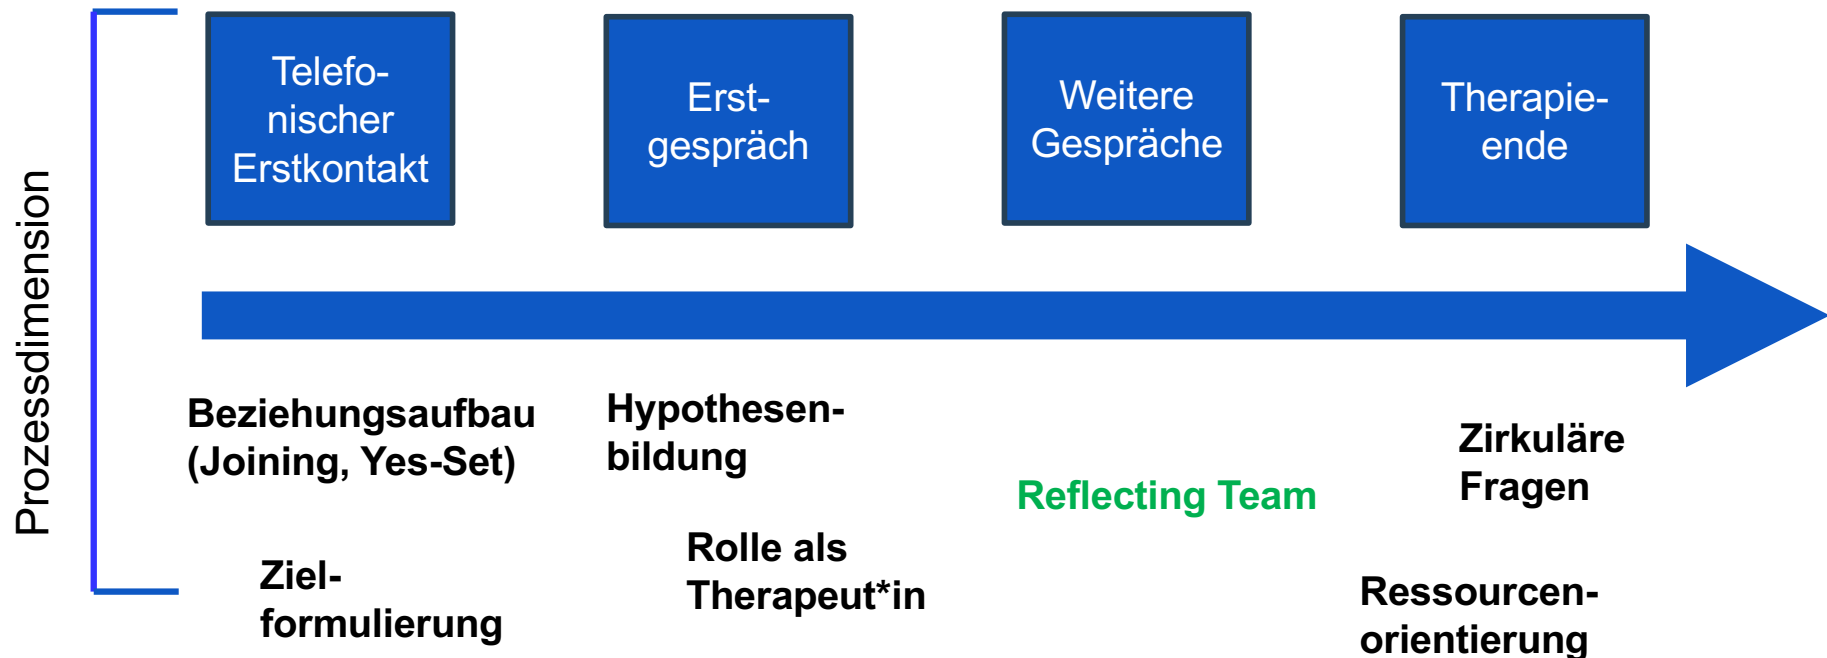 Prozessdimension
Telefo-
nischer
Erstkontakt
Erst-
gespräch
Weitere
Gespräche
Therapie-
ende
Beziehungsaufbau
(Joining, Yes-Set)
Hypothesen-
bildung
Reflecting Team
Zirkuläre
Fragen
Ziel-
formulierung
Rolle als
Therapeut*in
Ressourcen-
orientierung